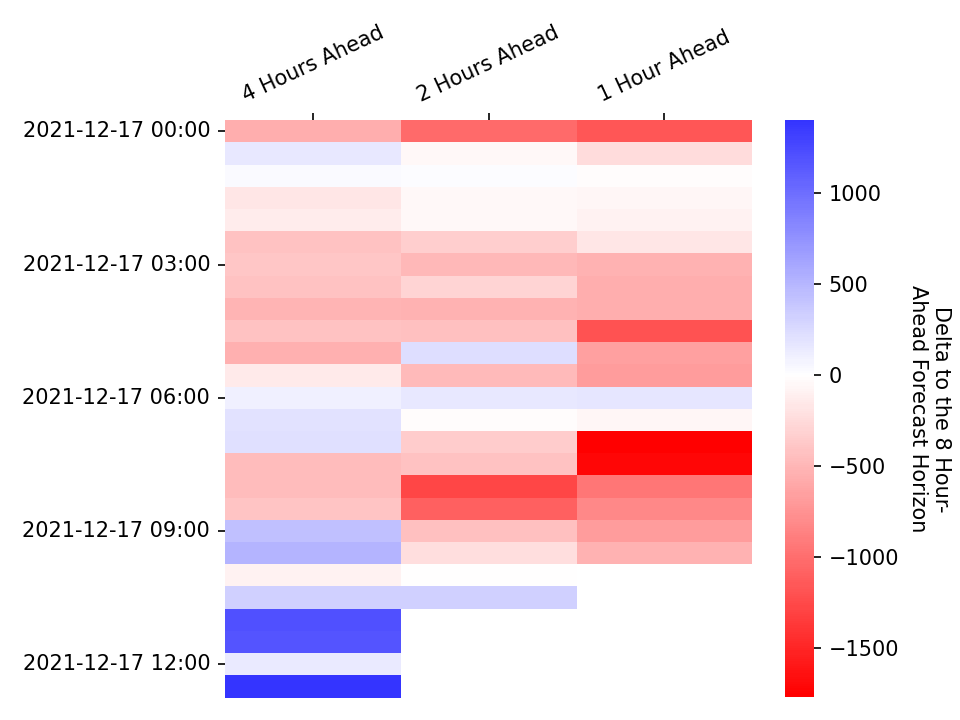 4 Hours Ahead
2 Hours Ahead
1 Hour Ahead
2021-12-17 00:00
2021-12-17 03:00
2021-12-17 06:00
2021-12-17 09:00
2021-12-17 12:00
1000
500
0
−500
−1000
−1500
Delta to the 8 Hour-
Ahead Forecast Horizon